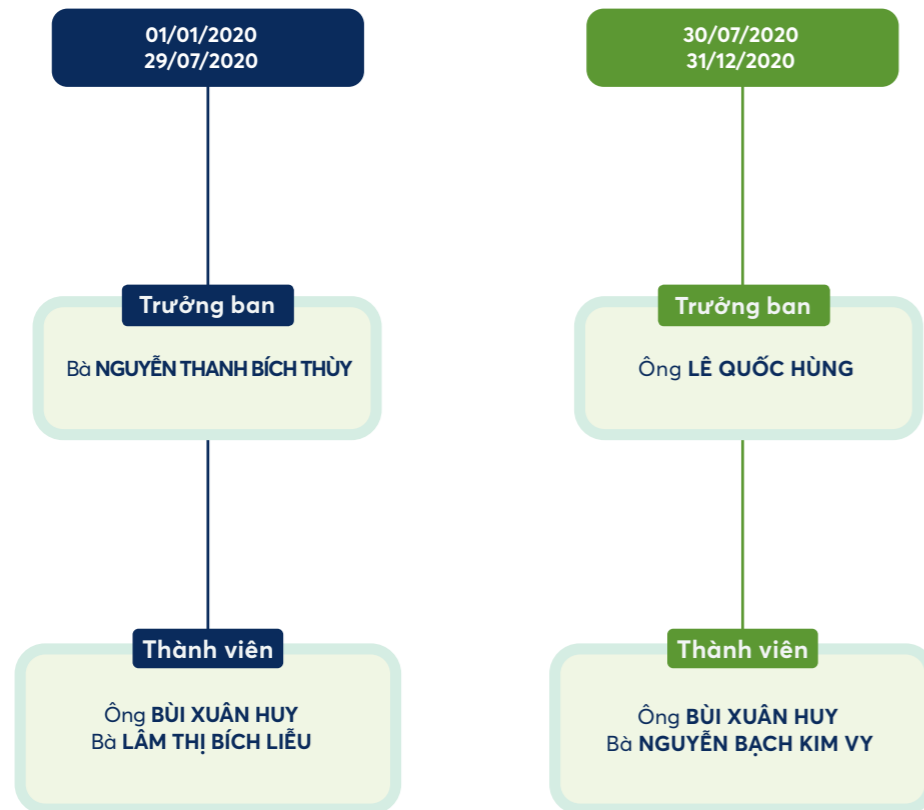 01/01/2020
29/07/2020
Trưởng ban
Bà NGUYỄN THANH BÍCH THÙY
Thành viên
Ông BÙI XUÂN HUY
Bà LÂM THỊ BÍCH LIỄU
30/07/2020
31/12/2020
Trưởng ban
Ông LÊ QUỐC HÙNG
Thành viên
Ông BÙI XUÂN HUY
Bà NGUYỄN BẠCH KIM VY